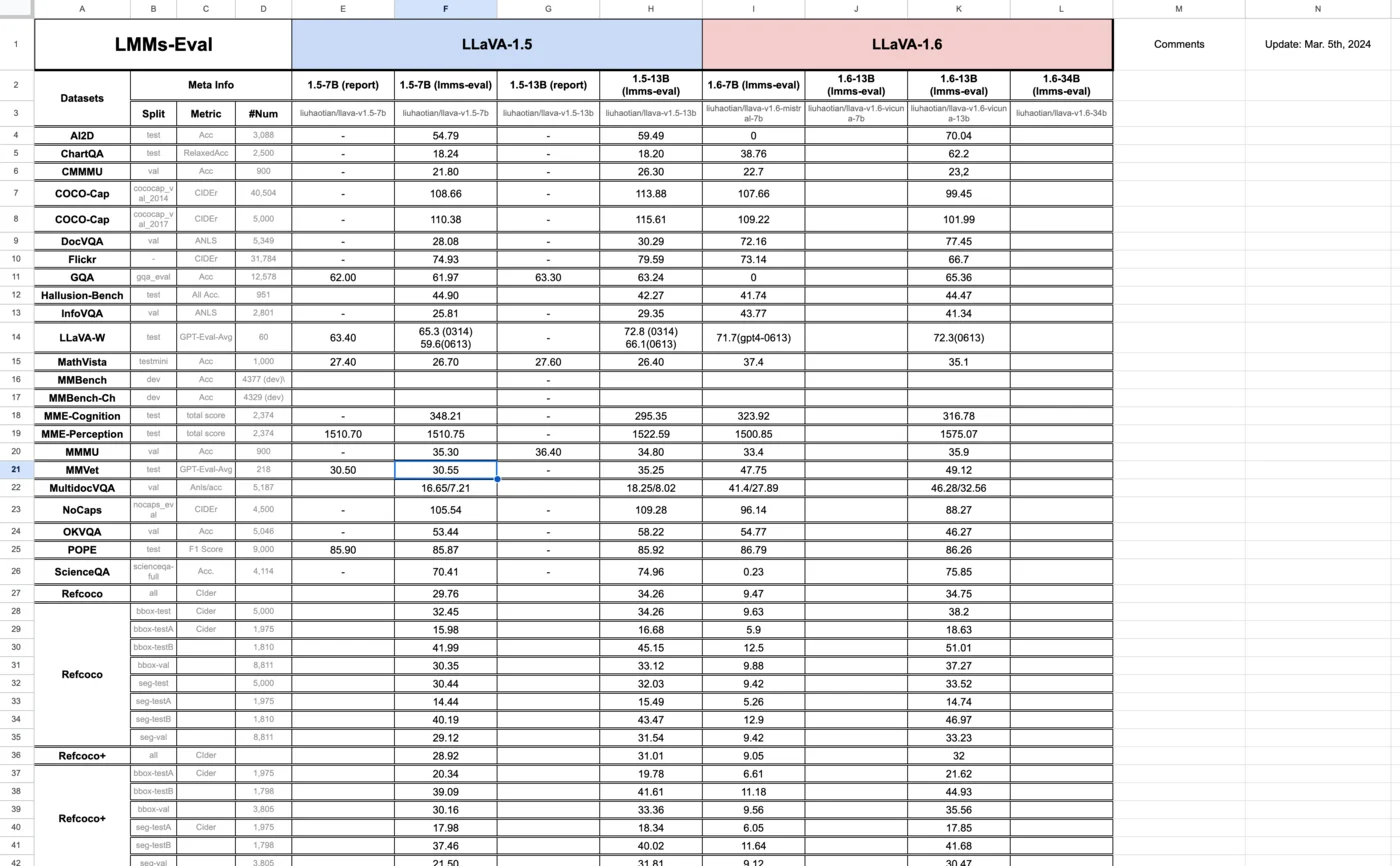 A B C D E F G H I J K L M N
1 LMMs-Eval LLaVA-1.5 LLaVA-1.6 Comments Update: Mar. 5th, 2024
2 Datasets Meta Info 1.5-7B (report) 1.5-7B (lmms-eval) 1.5-13B (report) 1.5-13B (lmms-eval) 1.6-7B (lmms-eval) 1.6-13B (lmms-eval) 1.6-13B (lmms-eval) 1.6-34B (lmms-eval)
3 Split Metric #Num liuhaotian/llava-v1.5-7b liuhaotian/llava-v1.5-7b liuhaotian/llava-v1.5-13b liuhaotian/llava-v1.5-13b liuhaotian/llava-v1.6-mistral-7b liuhaotian/llava-v1.6-vicuna-7b liuhaotian/llava-v1.6-vicuna-13b liuhaotian/llava-v1.6-34b
4 AI2D test Acc 3,088 - 54.79 - 59.49 0 70.04
5 ChartQA test RelaxedAcc 2,500 - 18.24 - 18.20 38.76 62.2
6 CMMMU val Acc 900 - 21.80 - 26.30 22.7 23,2
7 COCO-Cap cococap_val_2014 CIDEr 40,504 - 108.66 - 113.88 107.66 99.45
8 COCO-Cap cococap_val_2017 CIDEr 5,000 - 110.38 - 115.61 109.22 101.99
9 DocVQA val ANLS 5,349 - 28.08 - 30.29 72.16 77.45
10 Flickr - CIDEr 31,784 - 74.93 - 79.59 73.14 66.7
11 GQA gqa_eval Acc 12,578 62.00 61.97 63.30 63.24 0 65.36
12 Hallusion-Bench test All Acc. 951 44.90 42.27 41.74 44.47
13 InfoVQA val ANLS 2,801 - 25.81 - 29.35 43.77 41.34
14 LLaVA-W test GPT-Eval-Avg 60 63.40 65.3 (0314) 59.6(0613) - 72.8 (0314) 66.1(0613) 71.7(gpt4-0613) 72.3(0613)
15 MathVista testmini Acc 1,000 27.40 26.70 27.60 26.40 37.4 35.1
16 MMBench dev Acc 4377 (dev)\ -
17 MMBench-Ch dev Acc 4329 (dev) -
18 MME-Cognition test total score 2,374 - 348.21 - 295.35 323.92 316.78
19 MME-Perception test total score 2,374 1510.70 1510.75 - 1522.59 1500.85 1575.07
20 MMMU val Acc 900 - 35.30 36.40 34.80 33.4 35.9
21 MMVet test GPT-Eval-Avg 218 30.50 30.55 - 35.25 47.75 49.12
22 MultidocVQA val Anls/acc 5,187 16.65/7.21 18.25/8.02 41.4/27.89 46.28/32.56
23 NoCaps nocaps_eval CIDEr 4,500 - 105.54 - 109.28 96.14 88.27
24 OKVQA val Acc 5,046 - 53.44 - 58.22 54.77 46.27
25 POPE test F1 Score 9,000 85.90 85.87 - 85.92 86.79 86.26
26 ScienceQA scienceqa-full Acc. 4,114 - 70.41 - 74.96 0.23 75.85
27 Refcoco all CIder 29.76 34.26 9.47 34.75
28 Refcoco bbox-test Cider 5,000 32.45 34.26 9.63 38.2
29 bbox-testA Cider 1,975 15.98 16.68 5.9 18.63
30 bbox-testB 1,810 41.99 45.15 12.5 51.01
31 bbox-val 8,811 30.35 33.12 9.88 37.27
32 seg-test 5,000 30.44 32.03 9.42 33.52
33 seg-testA 1,975 14.44 15.49 5.26 14.74
34 seg-testB 1,810 40.19 43.47 12.9 46.97
35 seg-val 8,811 29.12 31.54 9.42 33.23
36 Refcoco+ all CIder 28.92 31.01 9.05 32
37 Refcoco+ bbox-testA Cider 1,975 20.34 19.78 6.61 21.62
38 bbox-testB 1,798 39.09 41.61 11.18 44.93
39 bbox-val 3,805 30.16 33.36 9.56 35.56
40 seg-testA Cider 1,975 17.98 18.34 6.05 17.85
41 seg-testB 1,798 37.46 40.02 11.64 41.68
42 seg-val 3,805 21.50 31.81 9.12 30.47